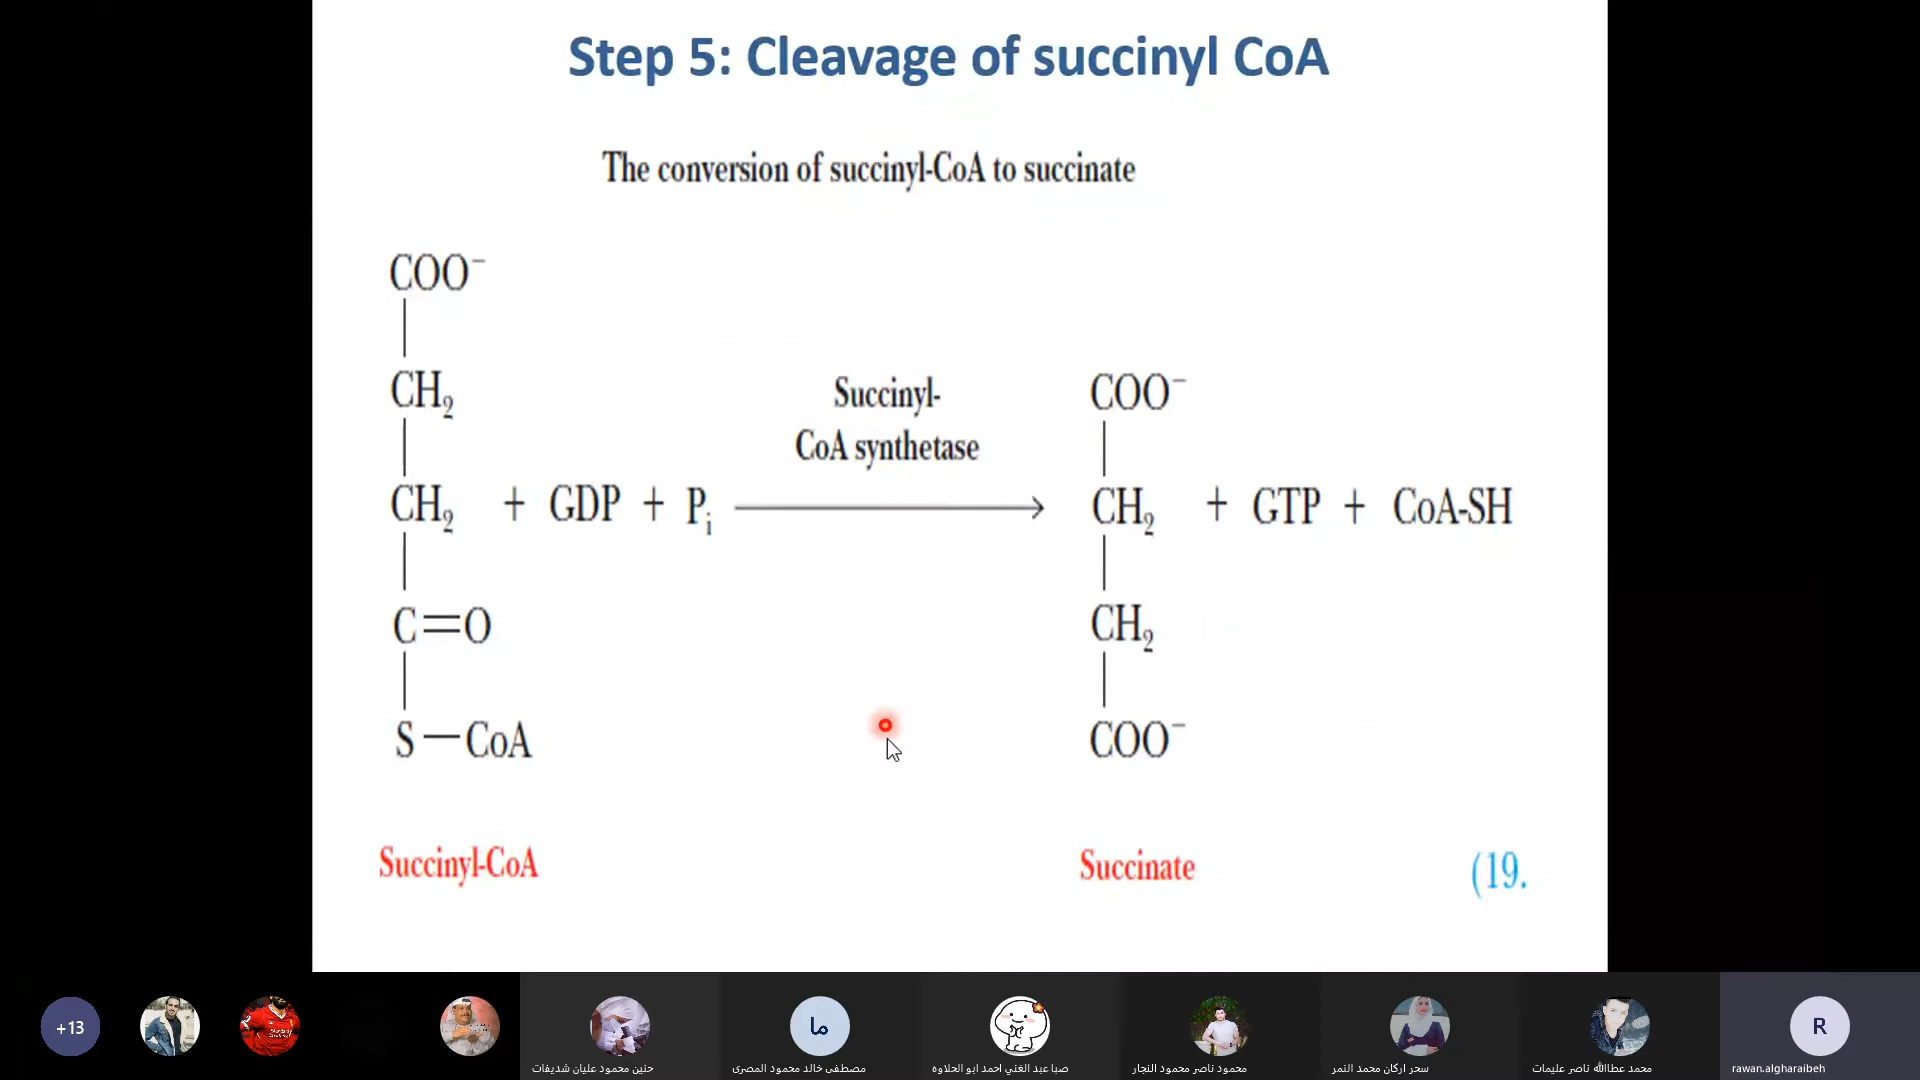 Step 5: Cleavage of succinyl CoA
The conversion of succinyl-CoA to succinate
COO⁻
CH₂
CH₂ + GDP + Pᵢ
C=O
S—CoA
Succinyl-
CoA synthetase
COO⁻
CH₂ + GTP + CoA-SH
CH₂
COO⁻
Succinyl-CoA
Succinate
(19.
+13
ما
R
حنين محمود عليان شديفات
مصطفى خالد محمود المصرى
صبا عبد الغني احمد ابو الحلاوه
محمود ناصر محمود النجار
سحر اركان محمد النمر
محمد عطاالله ناصر عليمات
rawan.algharaibeh